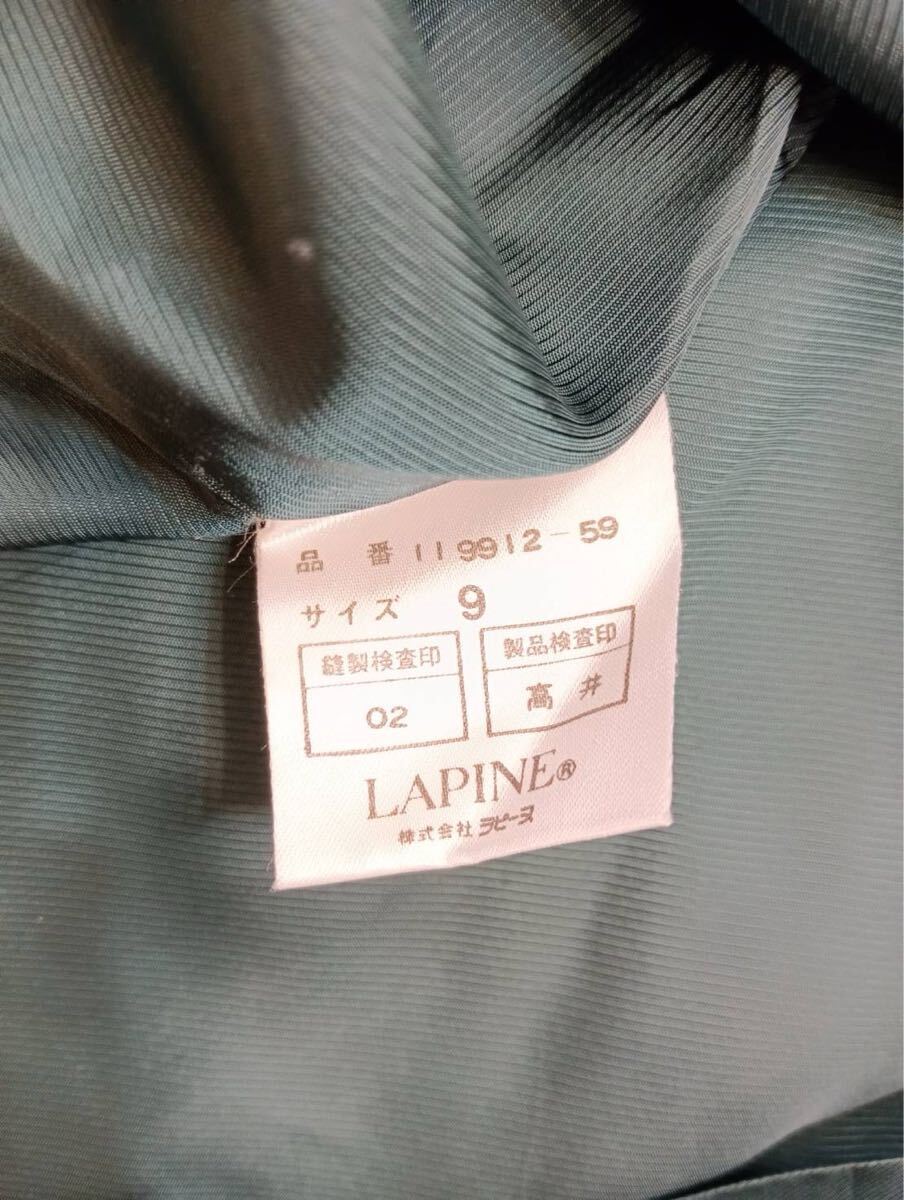 品 番 119912-59
サイズ 9
縫製検査印 製品検査印
02 高井
LAPINE®
株式会社 ラピーヌ